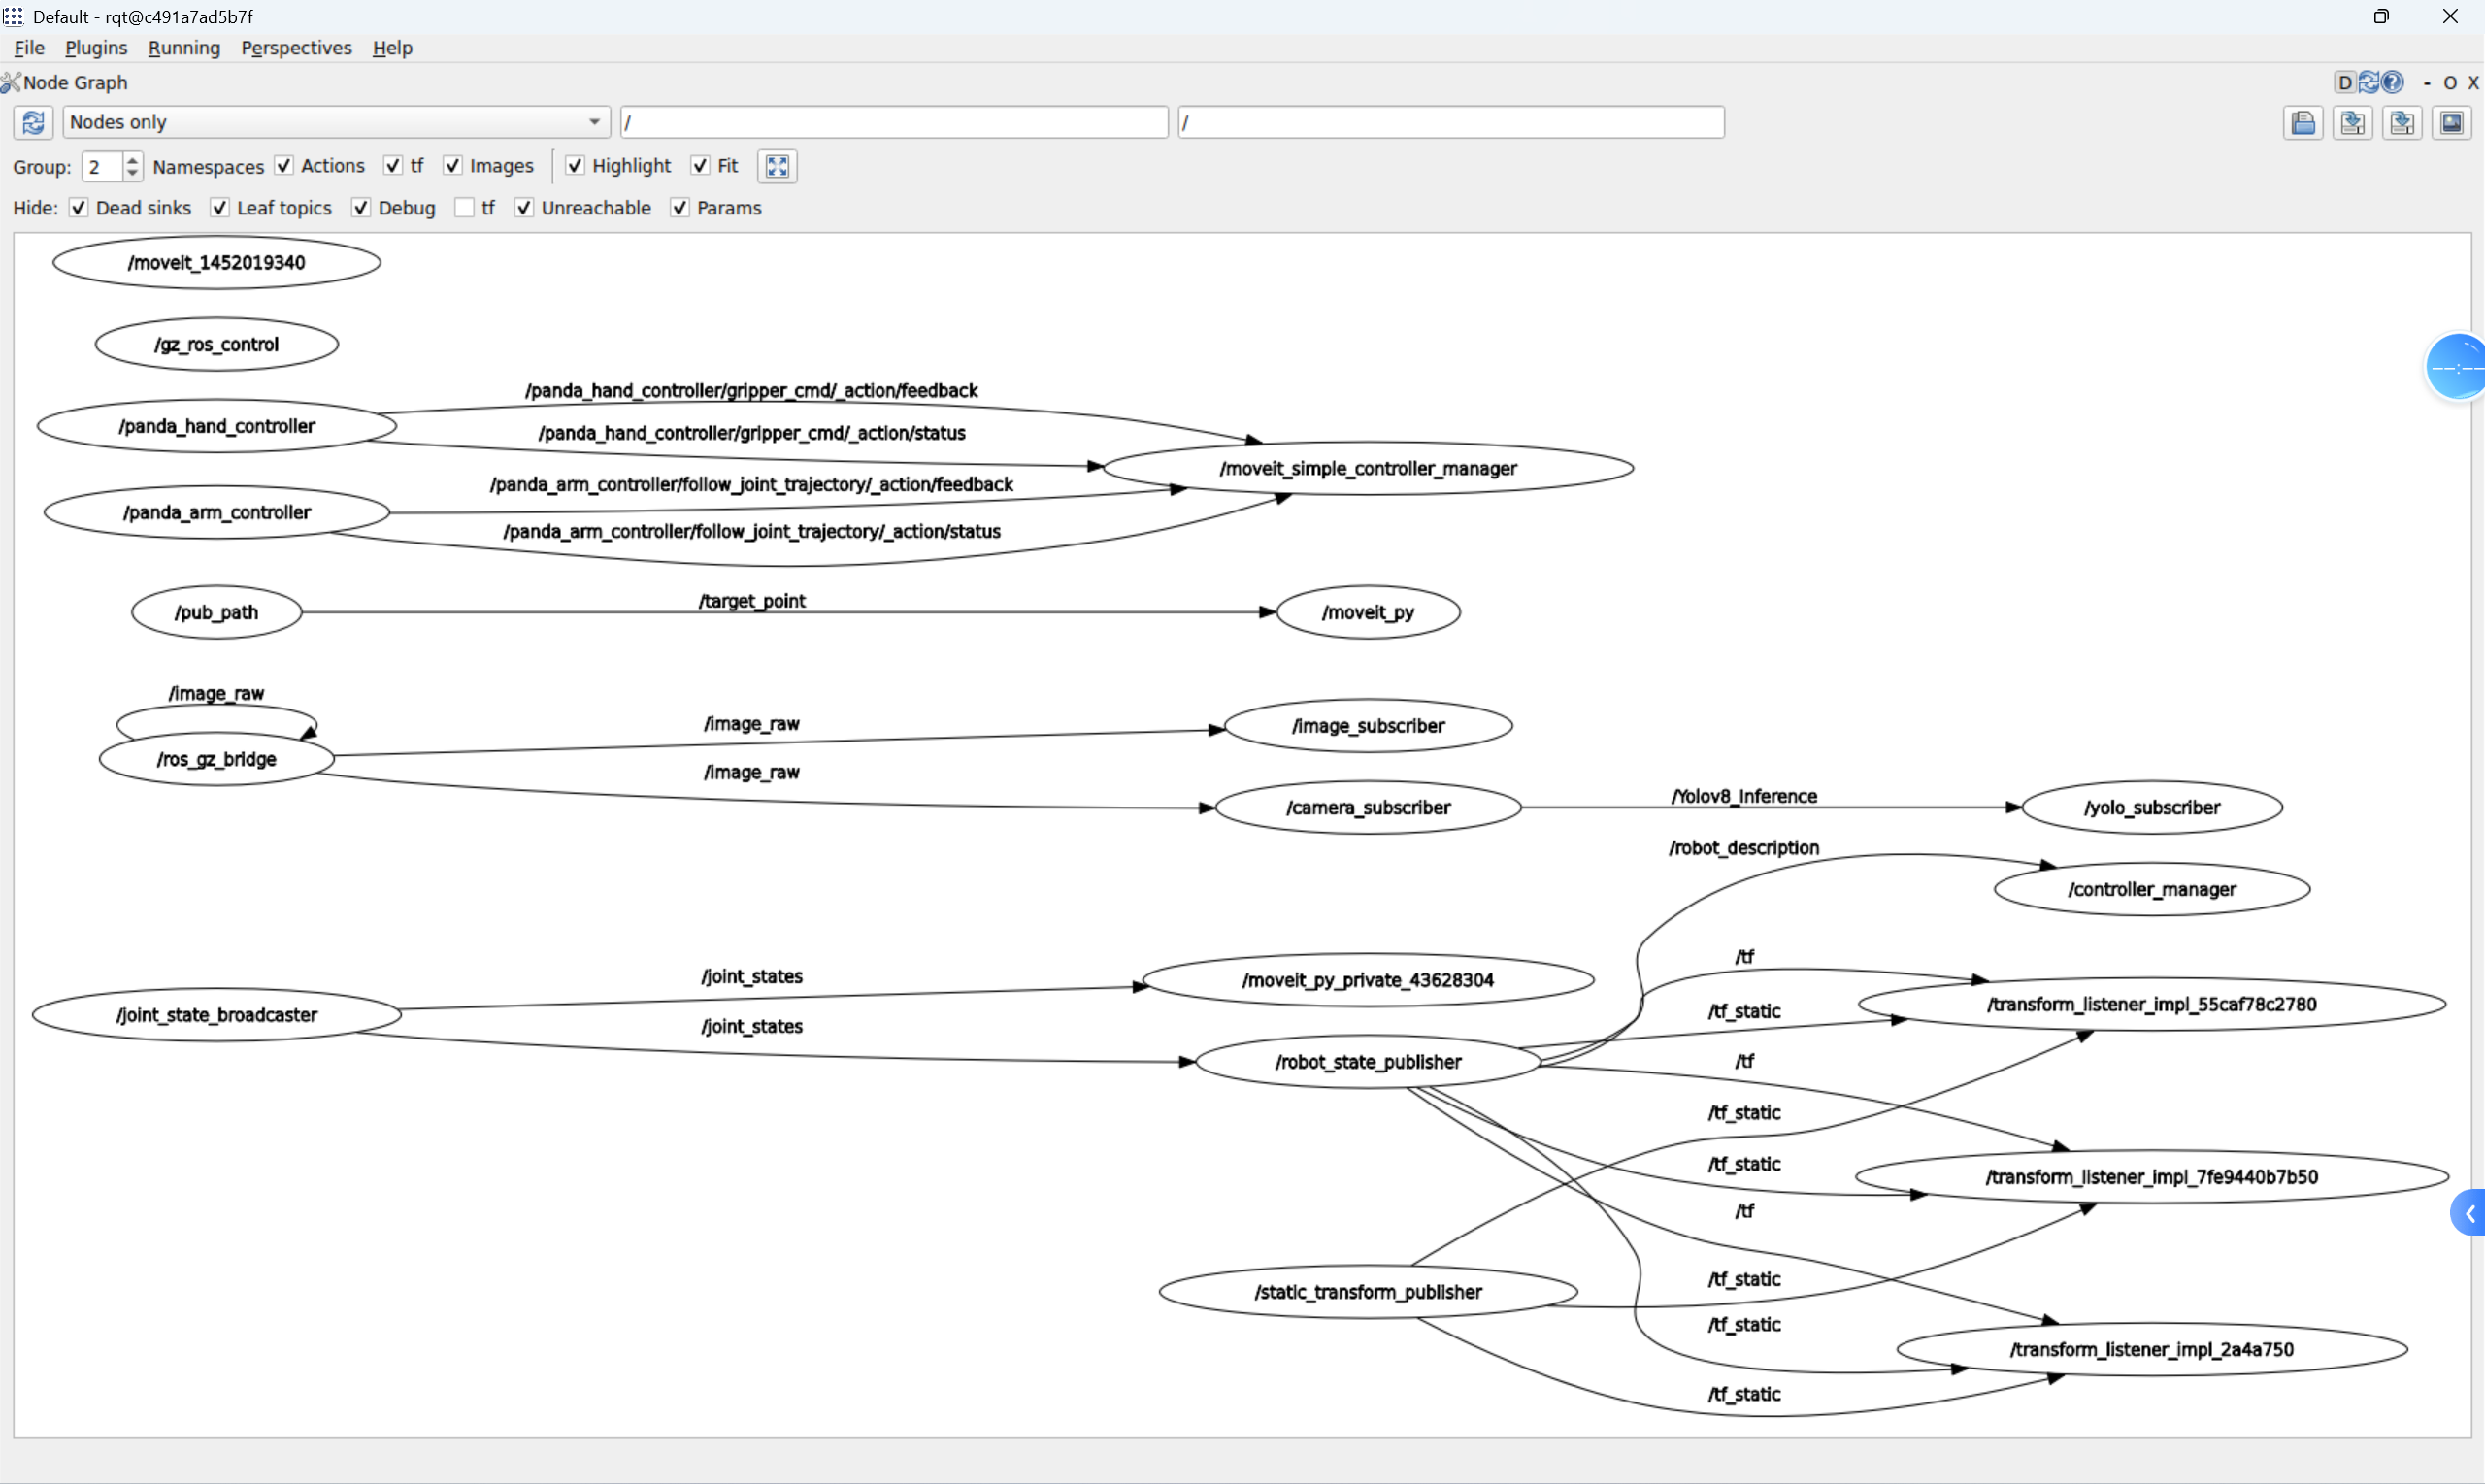 Default - rqt@c491a7ad5b7f
File Plugins Running Perspectives Help
Node Graph D - O X
Nodes only / /
Group: 2 Namespaces Actions tf Images Highlight Fit
Hide: Dead sinks Leaf topics Debug tf Unreachable Params
/moveit_1452019340
/gz_ros_control
/panda_hand_controller/gripper_cmd/_action/feedback
/panda_hand_controller
/panda_hand_controller/gripper_cmd/_action/status
/moveit_simple_controller_manager
/panda_arm_controller/follow_joint_trajectory/_action/feedback
/panda_arm_controller
/panda_arm_controller/follow_joint_trajectory/_action/status
/target_point
/pub_path
/moveit_py
/image_raw
/image_raw
/image_subscriber
/ros_gz_bridge
/image_raw
/Yolov8_Inference
/camera_subscriber
/yolo_subscriber
/robot_description
/controller_manager
/tf
/joint_states
/moveit_py_private_43628304
/transform_listener_impl_55caf78c2780
/joint_state_broadcaster
/tf_static
/joint_states
/robot_state_publisher
/tf
/tf_static
/tf_static
/transform_listener_impl_7fe9440b7b50
/tf
/tf_static
/static_transform_publisher
/tf_static
/transform_listener_impl_2a4a750
/tf_static